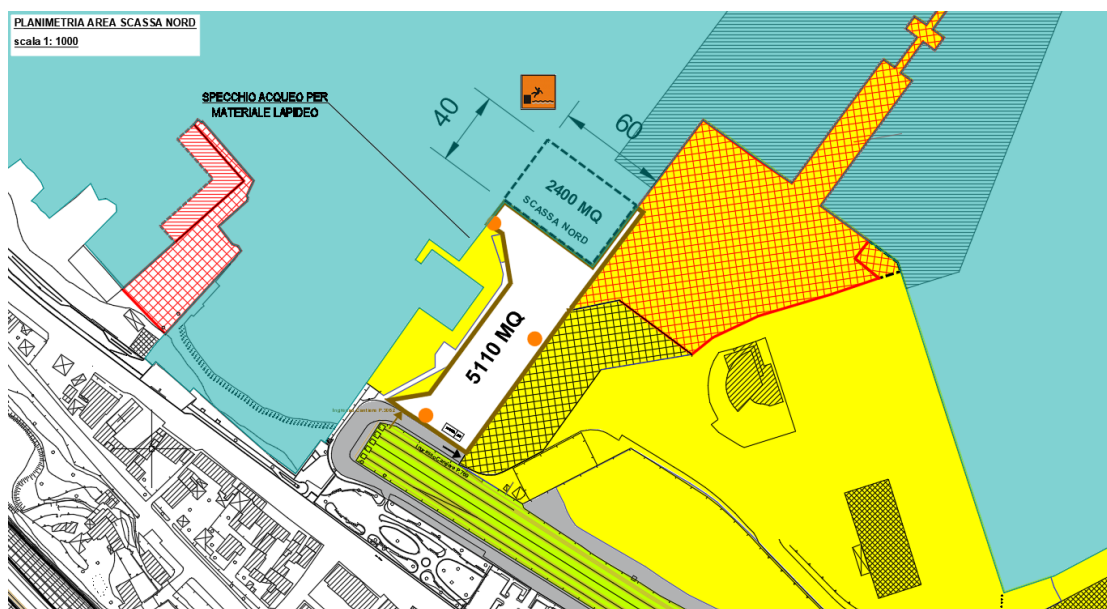 PLANIMETRIA AREA SCASSA NORD
scala 1: 1000
SPECCHIO ACQUEO PER
MATERIALE LAPIDEO
40
60
2400 MQ
SCASSA NORD
5110 MQ